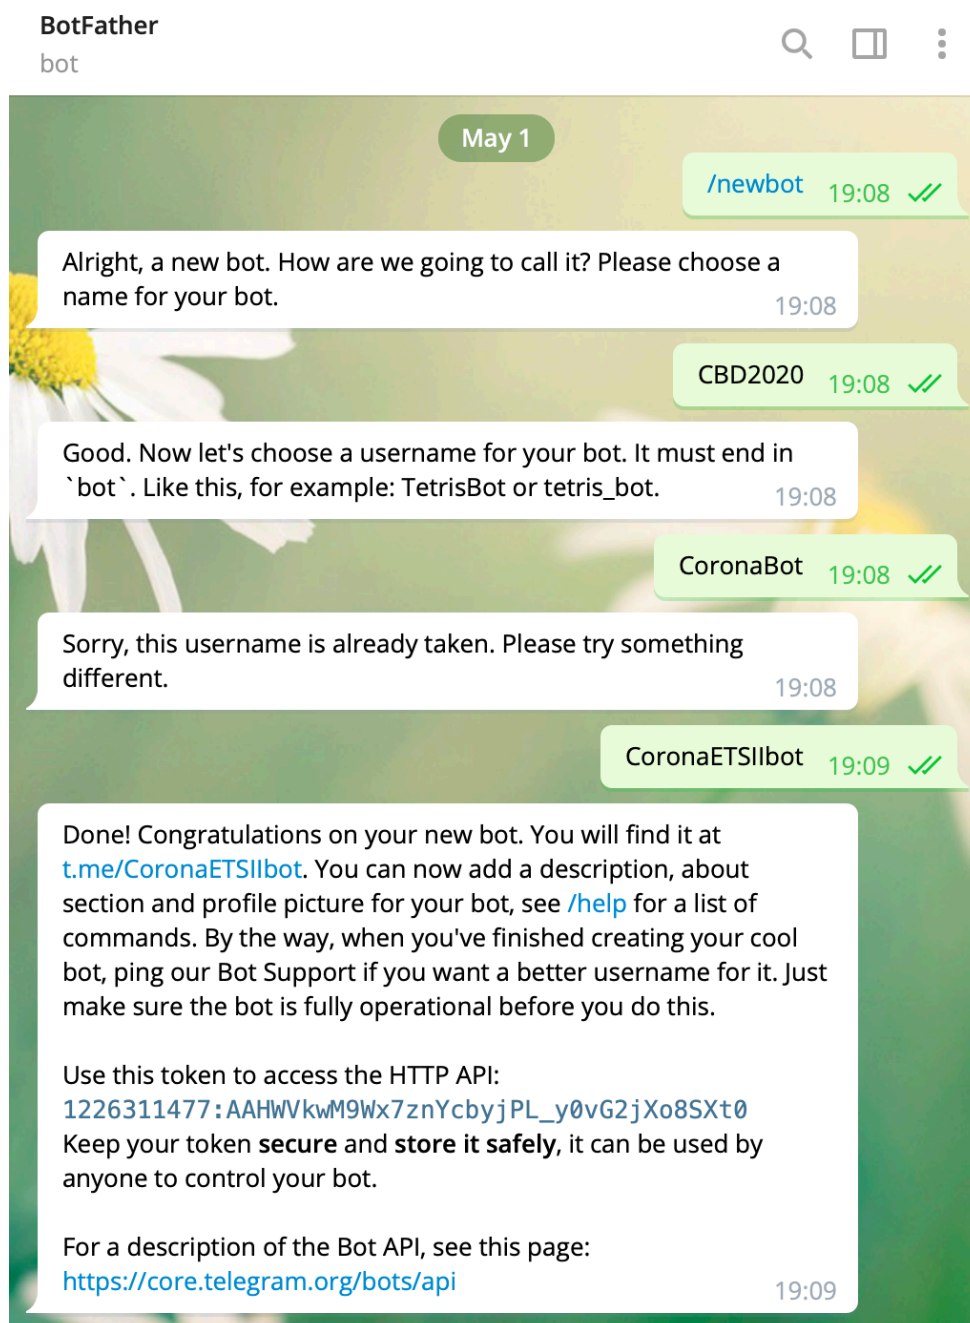 BotFather
bot
May 1
/newbot 19:08
Alright, a new bot. How are we going to call it? Please choose a
name for your bot.
19:08
CBD2020 19:08
Good. Now let's choose a username for your bot. It must end in
`bot`. Like this, for example: TetrisBot or tetris_bot.
19:08
CoronaBot 19:08
Sorry, this username is already taken. Please try something
different.
19:08
CoronaETSIIbot 19:09
Done! Congratulations on your new bot. You will find it at
t.me/CoronaETSIIbot. You can now add a description, about
section and profile picture for your bot, see /help for a list of
commands. By the way, when you've finished creating your cool
bot, ping our Bot Support if you want a better username for it. Just
make sure the bot is fully operational before you do this.
Use this token to access the HTTP API:
1226311477:AAHWVkwM9Wx7znYcbyjPL_y0vG2jXo8SXt0
Keep your token secure and store it safely, it can be used by
anyone to control your bot.
For a description of the Bot API, see this page:
https://core.telegram.org/bots/api
19:09